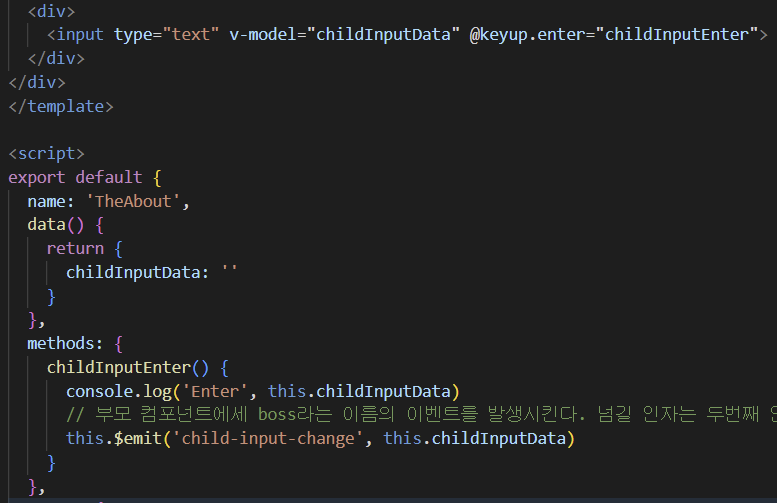 <div>
<input type="text" v-model="childInputData" @keyup.enter="childInputEnter">
</div>
</div>
</template>
<script>
export default {
name: 'TheAbout',
data() {
return {
childInputData: ''
}
},
methods: {
childInputEnter() {
console.log('Enter', this.childInputData)
// 부모 컴포넌트에세 boss라는 이름의 이벤트를 발생시킨다. 넘길 인자는 두번째
this.$emit('child-input-change', this.childInputData)
}
},